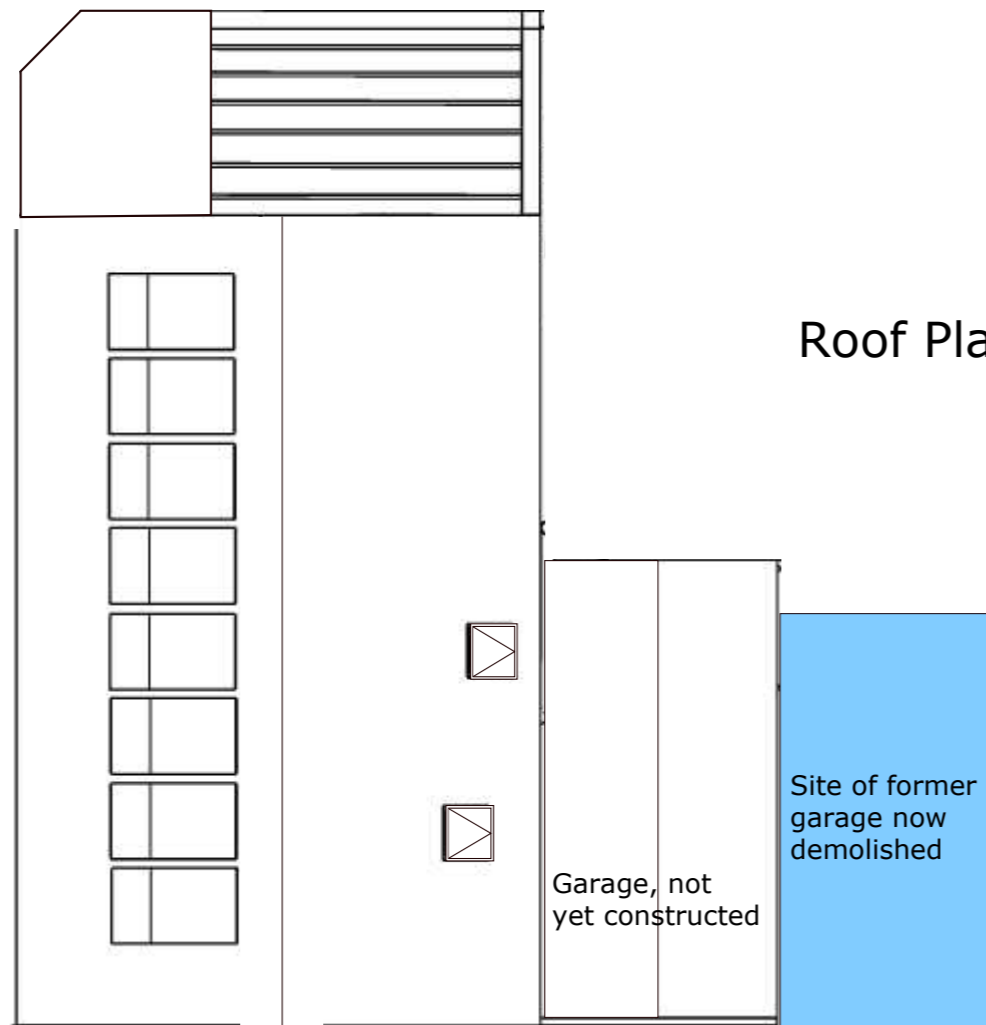 Roof Pla
Site of former
garage now
demolished
Garage, not
yet constructed